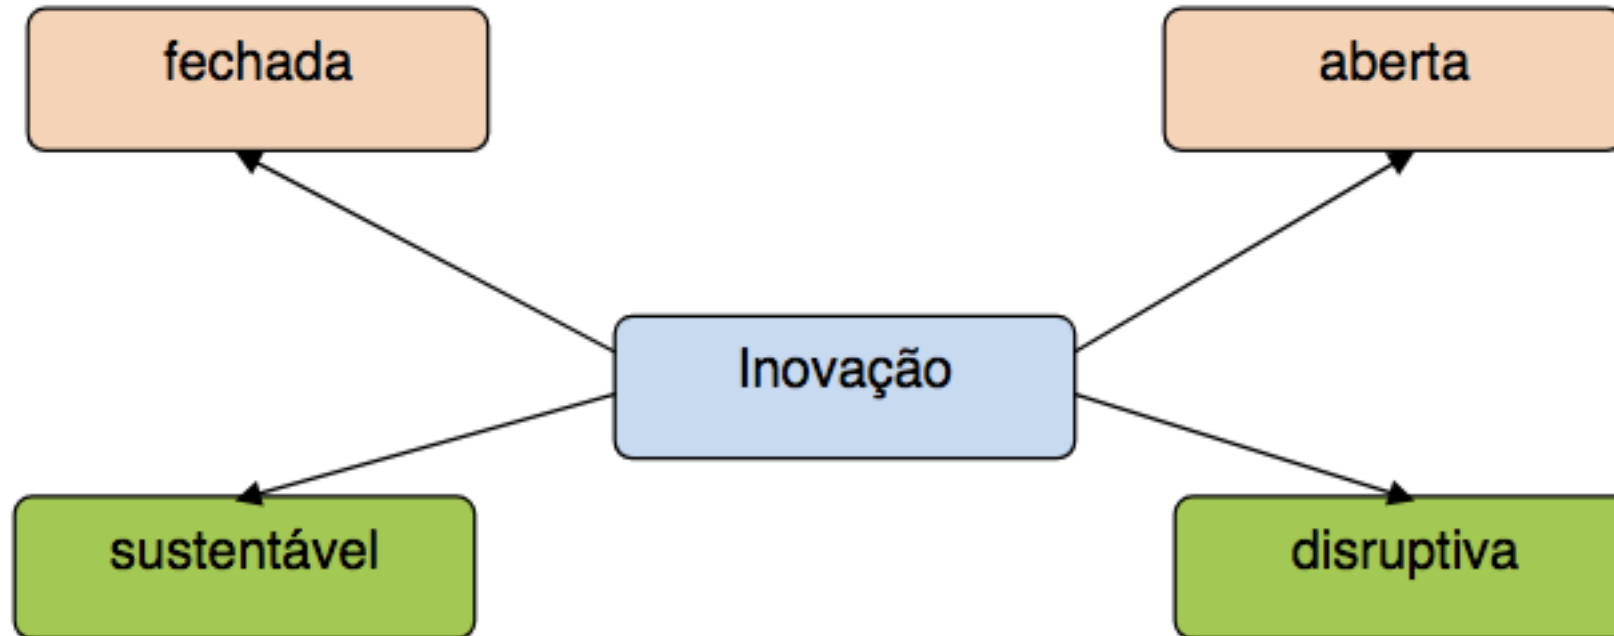 fechada
aberta
Inovação
sustentável
disruptiva